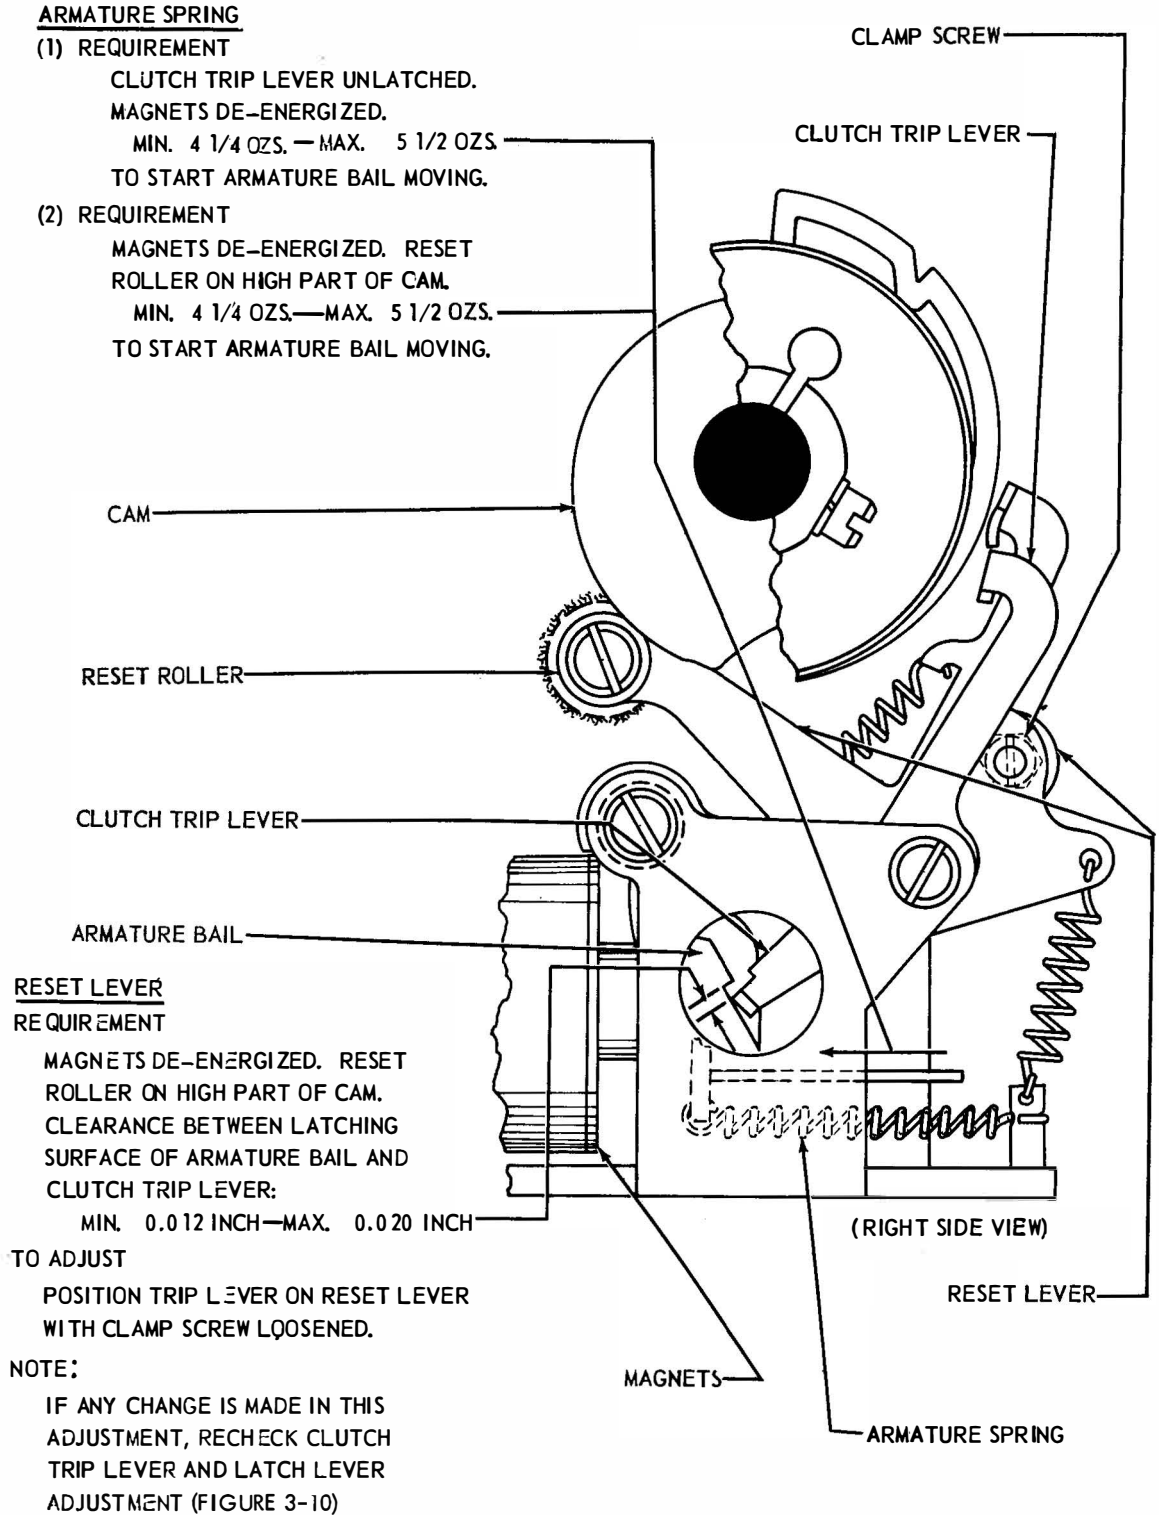 ARMATURE SPRING
(1) REQUIREMENT
CLUTCH TRIP LEVER UNLATCHED.
MAGNETS DE-ENERGIZED.
MIN. 4 1/4 OZS. — MAX. 5 1/2 OZS.
TO START ARMATURE BAIL MOVING.
(2) REQUIREMENT
MAGNETS DE-ENERGIZED. RESET
ROLLER ON HIGH PART OF CAM.
MIN. 4 1/4 OZS.—MAX. 5 1/2 OZS.
TO START ARMATURE BAIL MOVING.
CLAMP SCREW
CLUTCH TRIP LEVER
CAM
RESET ROLLER
CLUTCH TRIP LEVER
ARMATURE BAIL
RESET LEVER
REQUIREMENT
MAGNETS DE-ENERGIZED. RESET
ROLLER ON HIGH PART OF CAM.
CLEARANCE BETWEEN LATCHING
SURFACE OF ARMATURE BAIL AND
CLUTCH TRIP LEVER:
MIN. 0.012 INCH—MAX. 0.020 INCH
TO ADJUST
POSITION TRIP LEVER ON RESET LEVER
WITH CLAMP SCREW LOOSENED.
NOTE:
IF ANY CHANGE IS MADE IN THIS
ADJUSTMENT, RECHECK CLUTCH
TRIP LEVER AND LATCH LEVER
ADJUSTMENT (FIGURE 3-10)
(RIGHT SIDE VIEW)
RESET LEVER
MAGNETS
ARMATURE SPRING